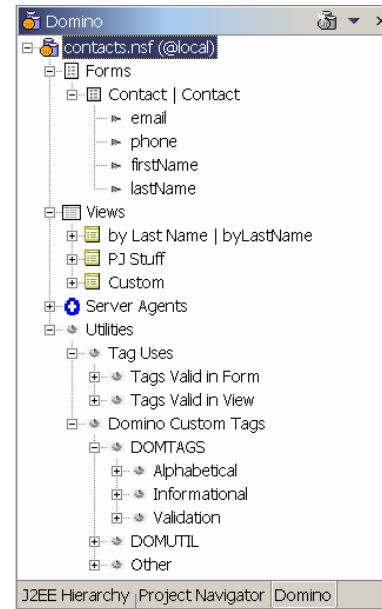 Domino
contacts.nsf (@local)
Forms
Contact | Contact
email
phone
firstName
lastName
Views
by Last Name | byLastName
PJ Stuff
Custom
Server Agents
Utilities
Tag Uses
Tags Valid in Form
Tags Valid in View
Domino Custom Tags
DOMTAGS
Alphabetical
Informational
Validation
DOMUTIL
Other
J2EE Hierarchy Project Navigator Domino